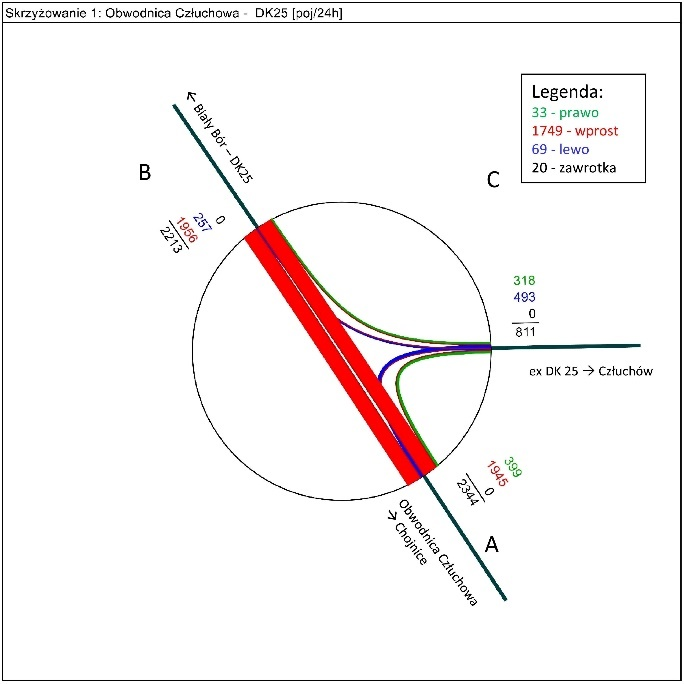 Skrzyżowanie 1: Obwodnica Człuchowa -  DK25 [poj/24h]
Legenda:
33 - prawo
1749 - wprost
69 - lewo
20 - zawrotka
← Biały Bór – DK25
B
C
0
257
1956
2213
318
493
0
811
ex DK 25 → Człuchów
399
1945
0
2344
Obwodnica Człuchowa
→ Chojnice
A